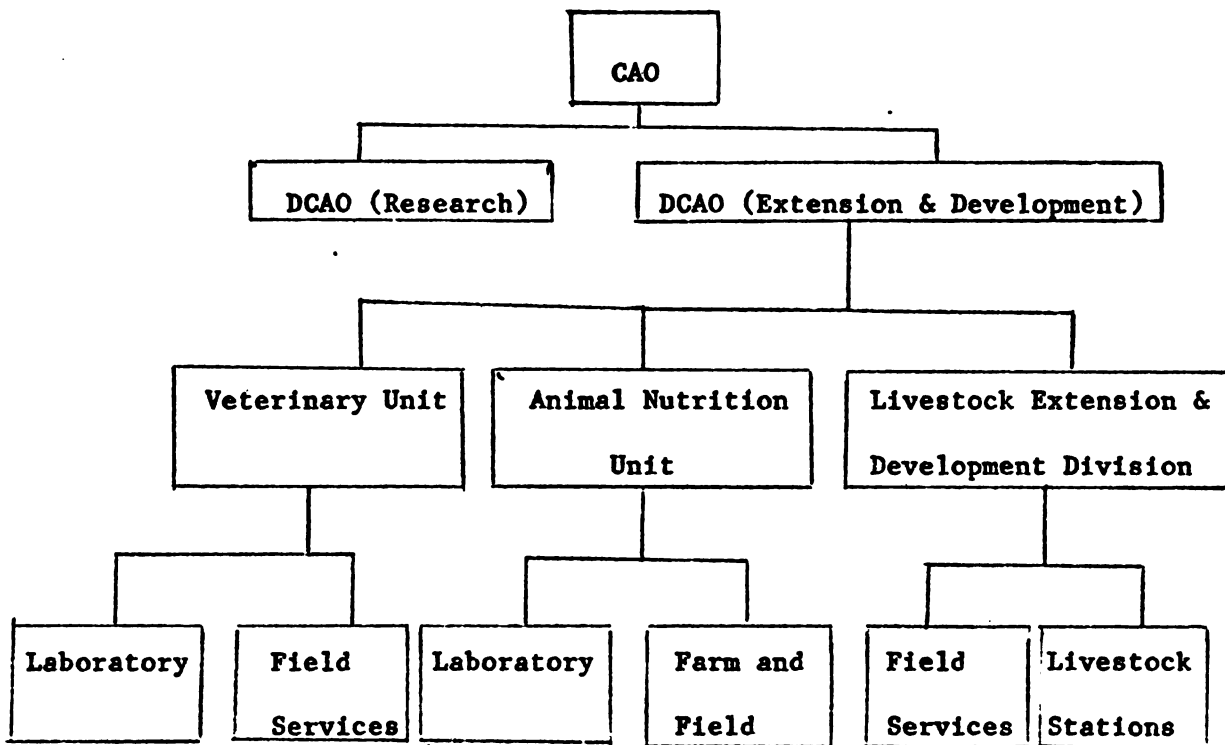 CAO
DCAO (Research)
DCAO (Extension & Development)
Veterinary Unit
Animal Nutrition
Unit
Livestock Extension &
Development Division
Laboratory
Field
Services
Laboratory
Farm and
Field
Field
Services
Livestock
Stations